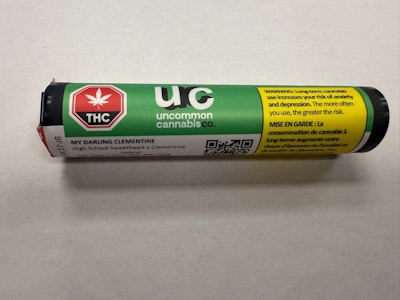 THC
uc
uncommon
cannabis co.
MY DARLING CLEMENTINE
High School Sweetheart x Clementine
Hybrid
WARNING: Long term cannabis
use increases your risk of anxiety
and depression. The more often
you use, the greater the risk.
MISE EN GARDE : La
consommation de cannabis à
long terme augmente votre
risque d'